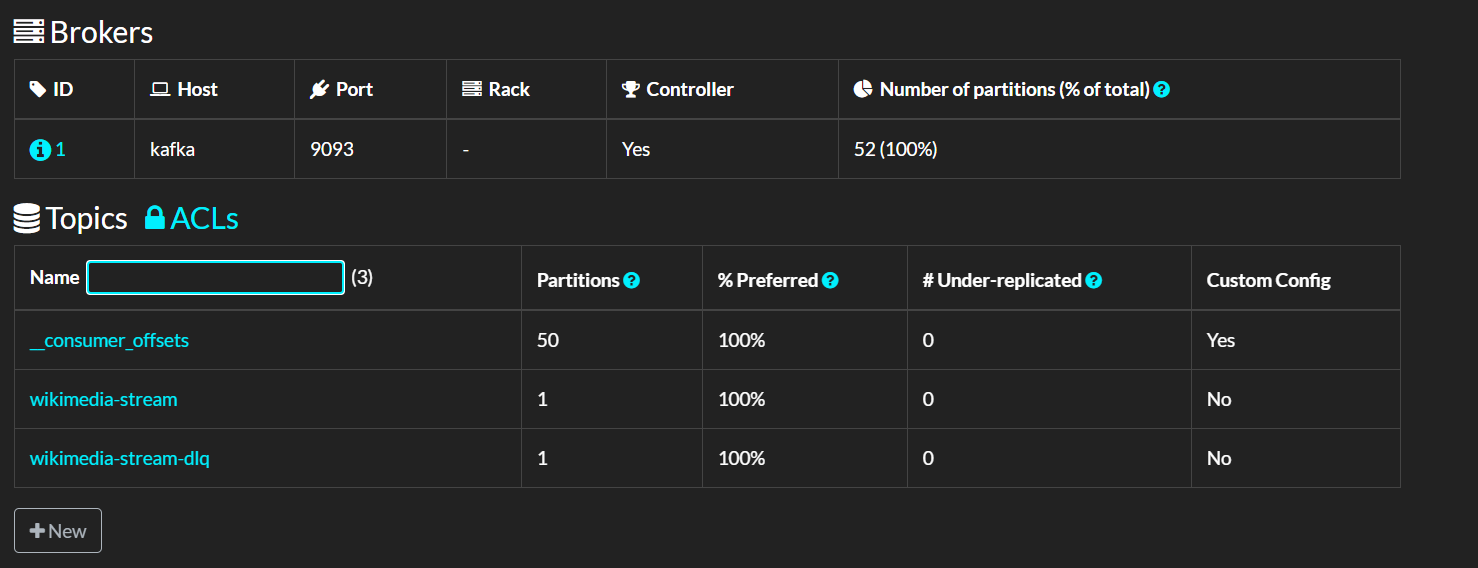 Brokers
ID Host Port Rack Controller Number of partitions (% of total) ?
1 kafka 9093 - Yes 52 (100%)
Topics ACLs
Name (3) Partitions ? % Preferred ? # Under-replicated ? Custom Config
__consumer_offsets 50 100% 0 Yes
wikimedia-stream 1 100% 0 No
wikimedia-stream-dlq 1 100% 0 No
+ New